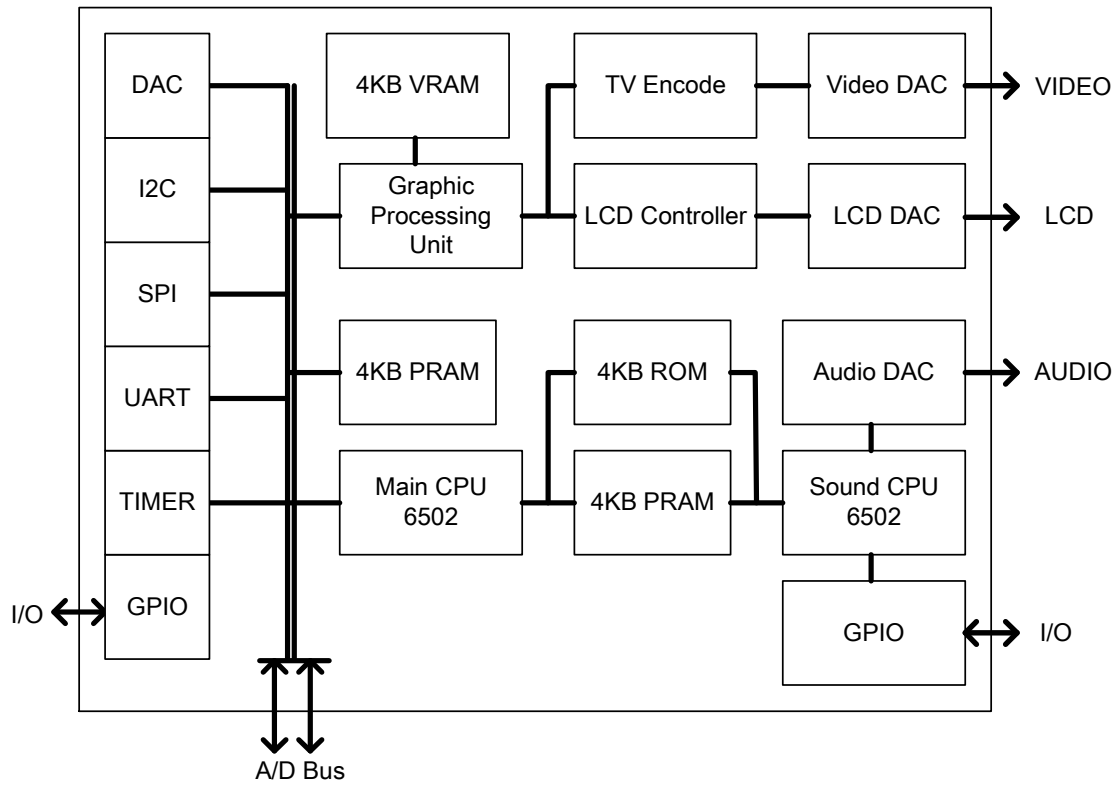 DAC
4KB VRAM
TV Encode
Video DAC
VIDEO
I2C
Graphic
Processing
Unit
LCD Controller
LCD DAC
LCD
SPI
4KB PRAM
4KB ROM
Audio DAC
AUDIO
UART
TIMER
Main CPU
6502
4KB PRAM
Sound CPU
6502
I/O
GPIO
GPIO
I/O
A/D Bus